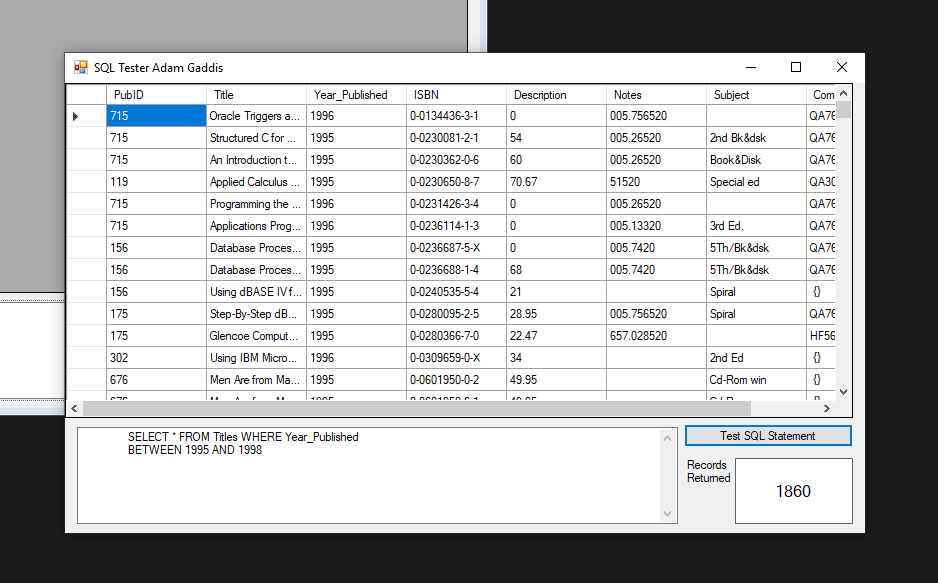 SQL Tester Adam Gaddis
PubID Title Year_Published ISBN Description Notes Subject Com
715 Oracle Triggers a... 1996 0-0134436-3-1 0 005.756520 QA76
715 Structured C for ... 1995 0-0230081-2-1 54 005.26520 2nd Bk&dsk QA76
715 An Introduction t... 1995 0-0230362-0-6 60 005.26520 Book&Disk QA76
119 Applied Calculus ... 1995 0-0230650-8-7 70.67 51520 Special ed QA30
715 Programming the ... 1996 0-0231426-3-4 0 005.26520 QA76
715 Applications Prog... 1996 0-0236114-1-3 0 005.13320 3rd Ed. QA76
156 Database Proces... 1995 0-0236687-5-X 0 005.7420 5Th/Bk&dsk QA76
156 Database Proces... 1995 0-0236688-1-4 68 005.7420 5Th/Bk&dsk QA76
156 Using dBASE IV f... 1995 0-0240535-5-4 21 Spiral {}
175 Step-By-Step dB... 1995 0-0280095-2-5 28.95 005.756520 Spiral QA76
175 Glencoe Comput... 1995 0-0280366-7-0 22.47 657.028520 HF56
302 Using IBM Micro... 1996 0-0309659-0-X 34 2nd Ed {}
676 Men Are from Ma... 1995 0-0601950-0-2 49.95 Cd-Rom win {}
SELECT * FROM Titles WHERE Year_Published
BETWEEN 1995 AND 1998
Test SQL Statement
Records
Returned
1860